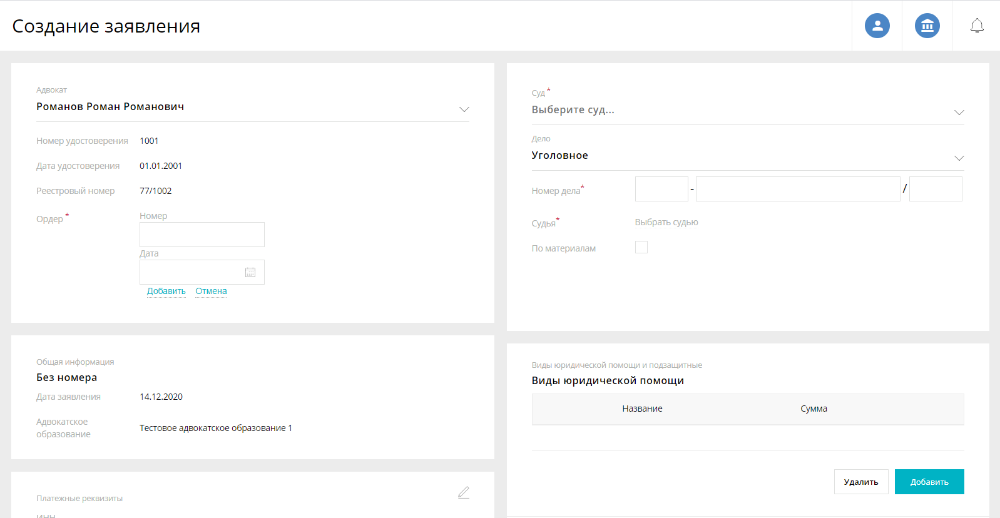 Создание заявления
Адвокат
Романов Роман Романович
Номер удостоверения 1001
Дата удостоверения 01.01.2001
Реестровый номер 77/1002
Ордер * Номер
Дата
Добавить Отмена
Общая информация
Без номера
Дата заявления 14.12.2020
Адвокатское
образование
Тестовое адвокатское образование 1
Платежные реквизиты
ИНН
Суд *
Выберите суд...
Дело
Уголовное
Номер дела* - /
Судья* Выбрать судью
По материалам
Виды юридической помощи и подзащитные
Виды юридической помощи
Название Сумма
Удалить Добавить